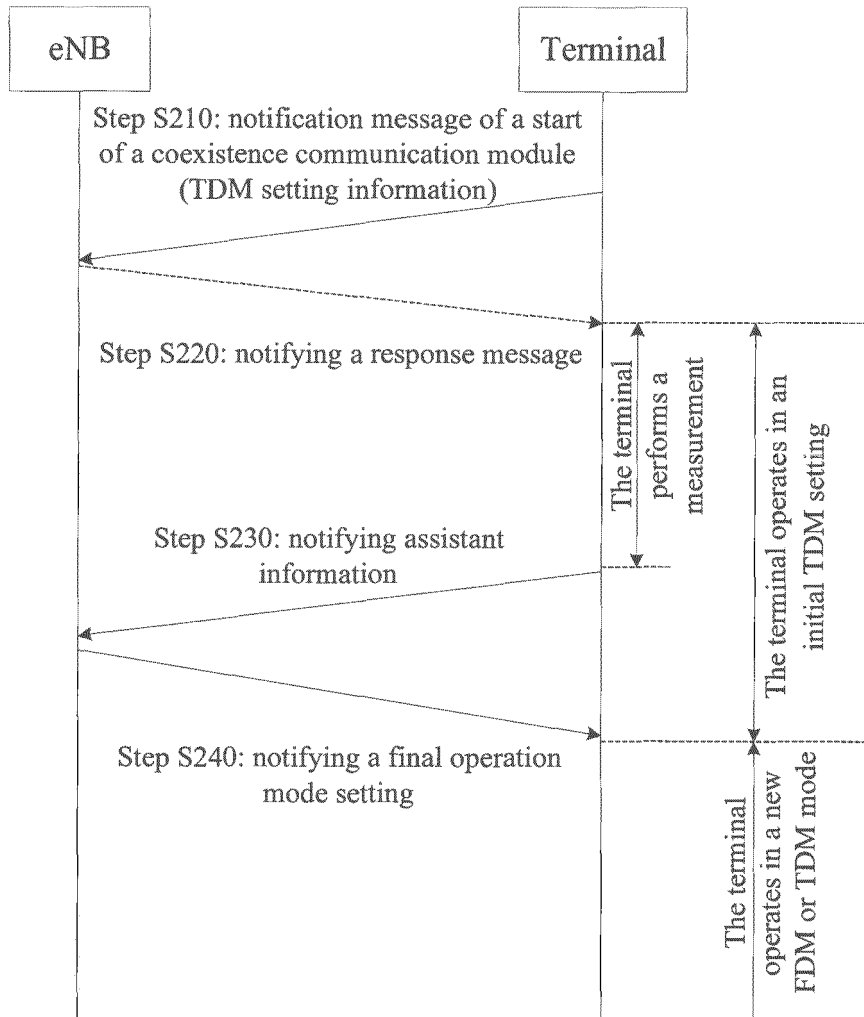 eNB
Terminal
Step S210: notification message of a start
of a coexistence communication module
(TDM setting information)
Step S220: notifying a response message
The terminal
performs a
measurement
The terminal operates in an
initial TDM setting
Step S230: notifying assistant
information
Step S240: notifying a final operation
mode setting
The terminal
operates in a new
FDM or TDM mode